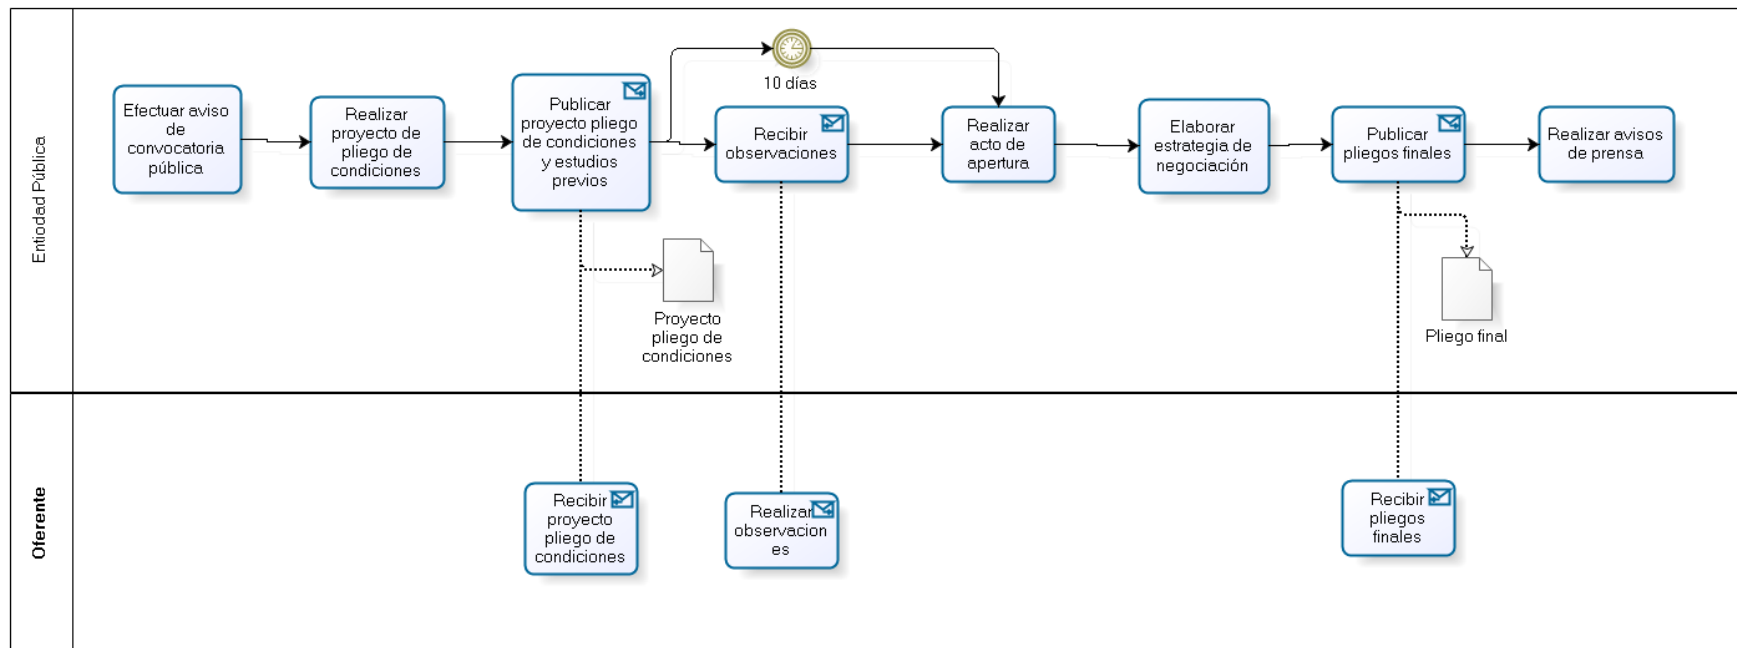 Entiodad Pública
Efectuar aviso
de
convocatoria
pública
Realizar
proyecto de
pliego de
condiciones
Publicar
proyecto pliego
de condiciones
y estudios
previos
10 días
Recibir
observaciones
Realizar
acto de
apertura
Elaborar
estrategia de
negociación
Publicar
pliegos finales
Realizar avisos
de prensa
Proyecto
pliego de
condiciones
Pliego final
Oferente
Recibir
proyecto
pliego de
condiciones
Realizar
observacion
es
Recibir
pliegos
finales